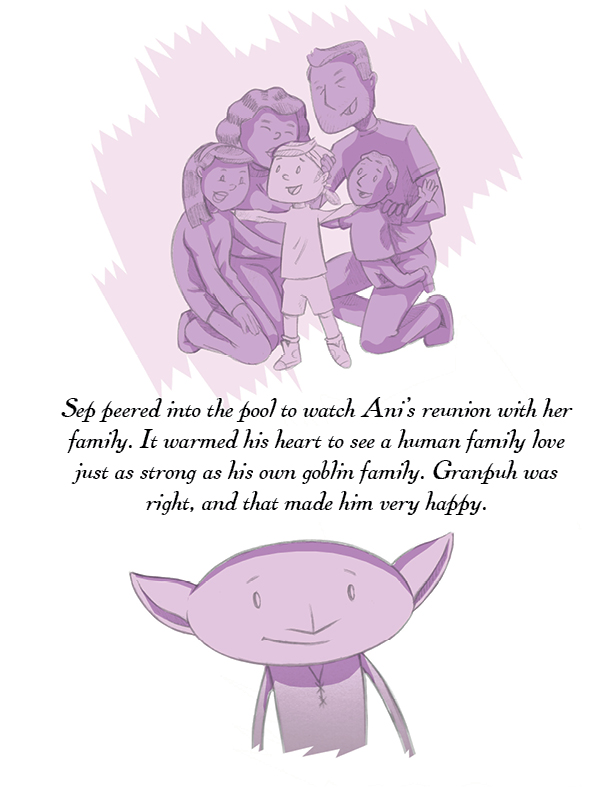 Sep peered into the pool to watch Ani's reunion with her
family. It warmed his heart to see a human family love
just as strong as his own goblin family. Granpuh was
right, and that made him very happy.